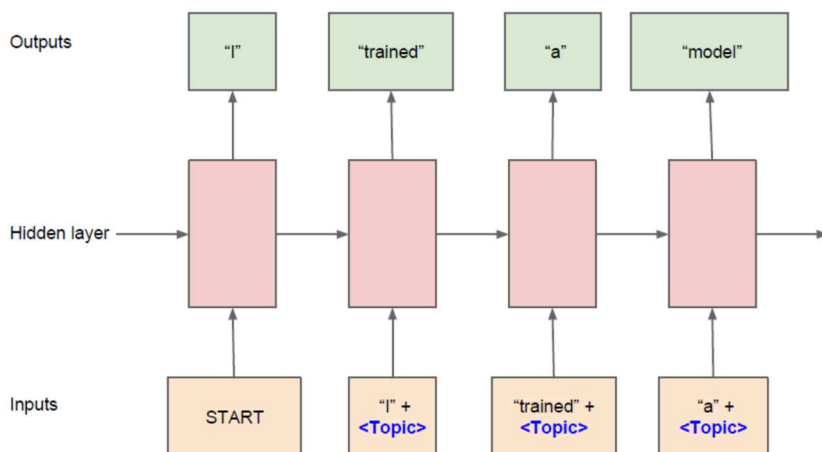 Outputs
“I”
“trained”
“a”
“model”
Hidden layer
Inputs
START
“I” +
<Topic>
“trained” +
<Topic>
“a” +
<Topic>